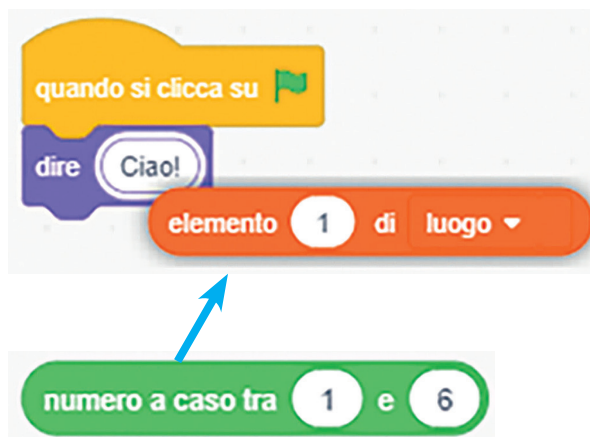 quando si clicca su
dire Ciao!
elemento 1 di luogo
numero a caso tra 1 e 6